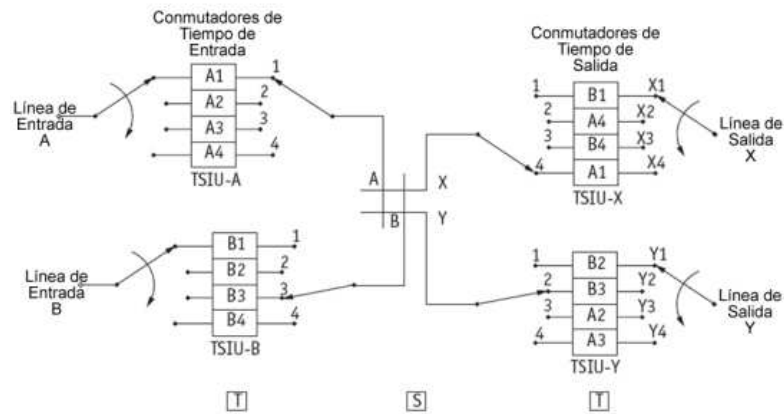 Conmutadores de
Tiempo de
Entrada
Línea de
Entrada
A
A1
A2
A3
A4
1
2
3
4
TSIU-A
Línea de
Entrada
B
B1
B2
B3
B4
1
2
3
4
TSIU-B
A
B
X
Y
Conmutadores de
Tiempo de
Salida
1
2
3
4
B1
A4
B4
A1
X1
X2
X3
X4
TSIU-X
Línea de
Salida
X
1
2
3
4
B2
B3
A2
A3
Y1
Y2
Y3
Y4
TSIU-Y
Línea de
Salida
Y
T
S
T